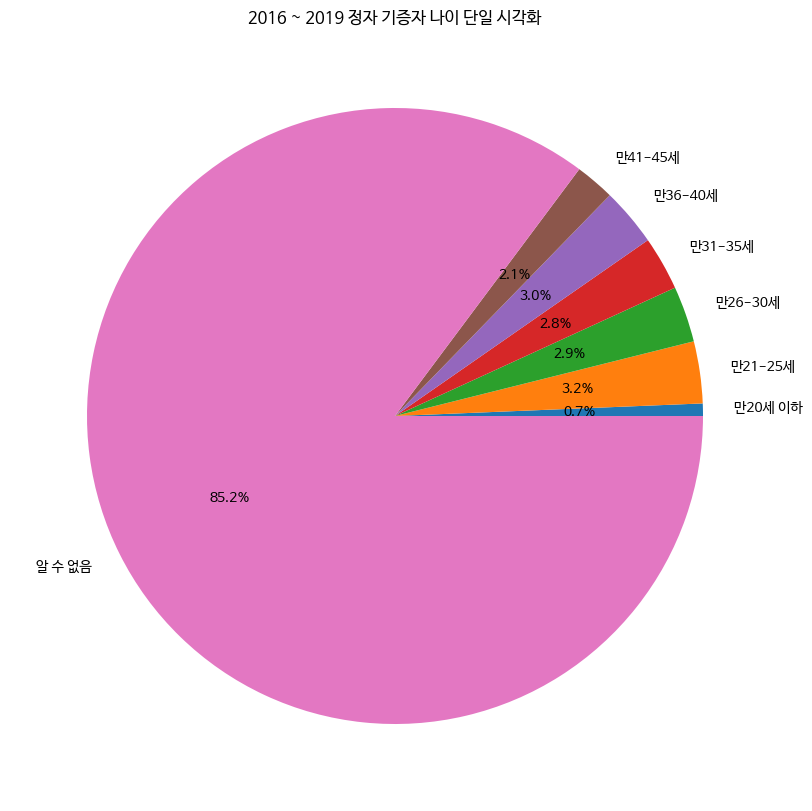 2016 ~ 2019 정자 기증자 나이 단일 시각화
만41-45세
만36-40세
만31-35세
만26-30세
만21-25세
만20세 이하
알 수 없음
2.1%
3.0%
2.8%
2.9%
3.2%
0.7%
85.2%